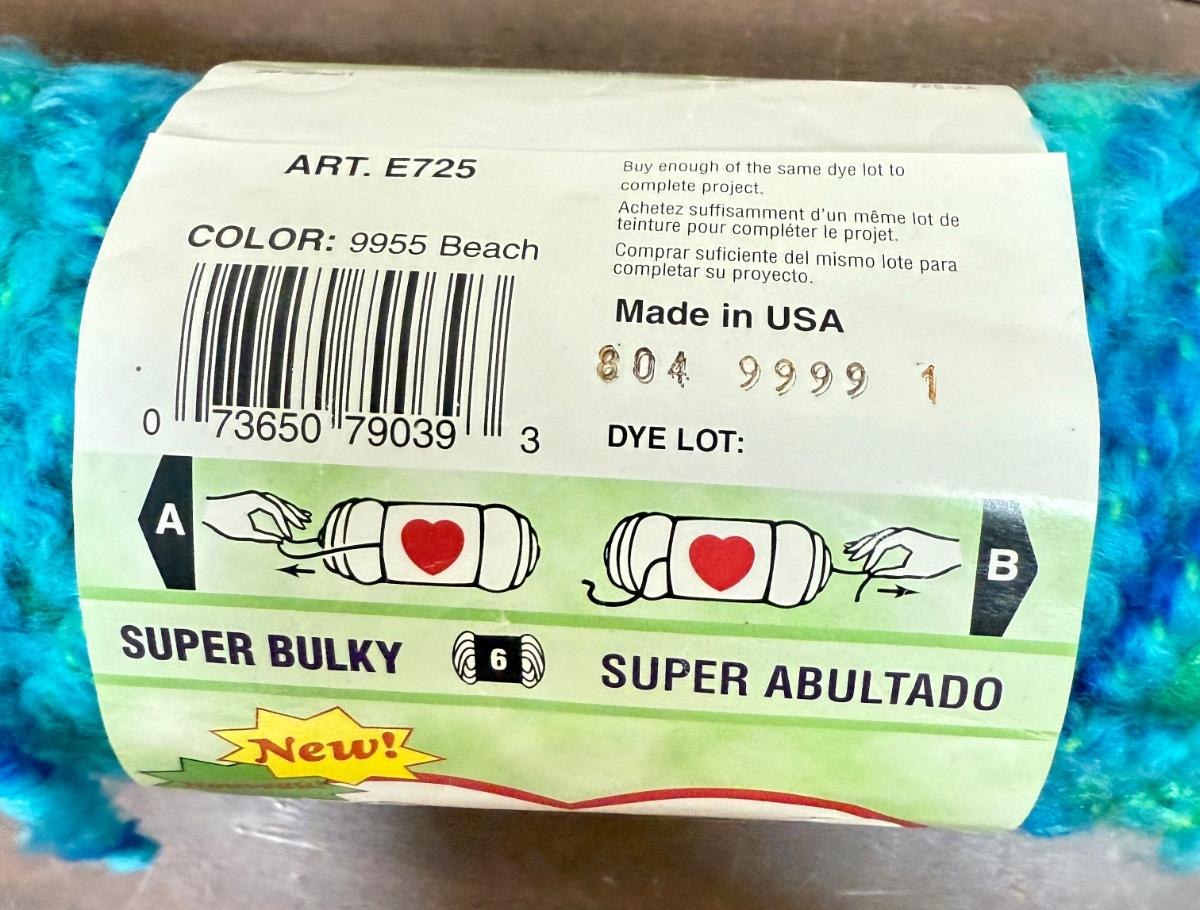 ART. E725
COLOR: 9955 Beach
0 73650 79039 3
Buy enough of the same dye lot to
complete project.
Achetez suffisamment d'un même lot de
teinture pour compléter le projet.
Comprar suficiente del mismo lote para
completar su proyecto.
Made in USA
804 9999 1
DYE LOT:
A
B
SUPER BULKY
6
SUPER ABULTADO
New!